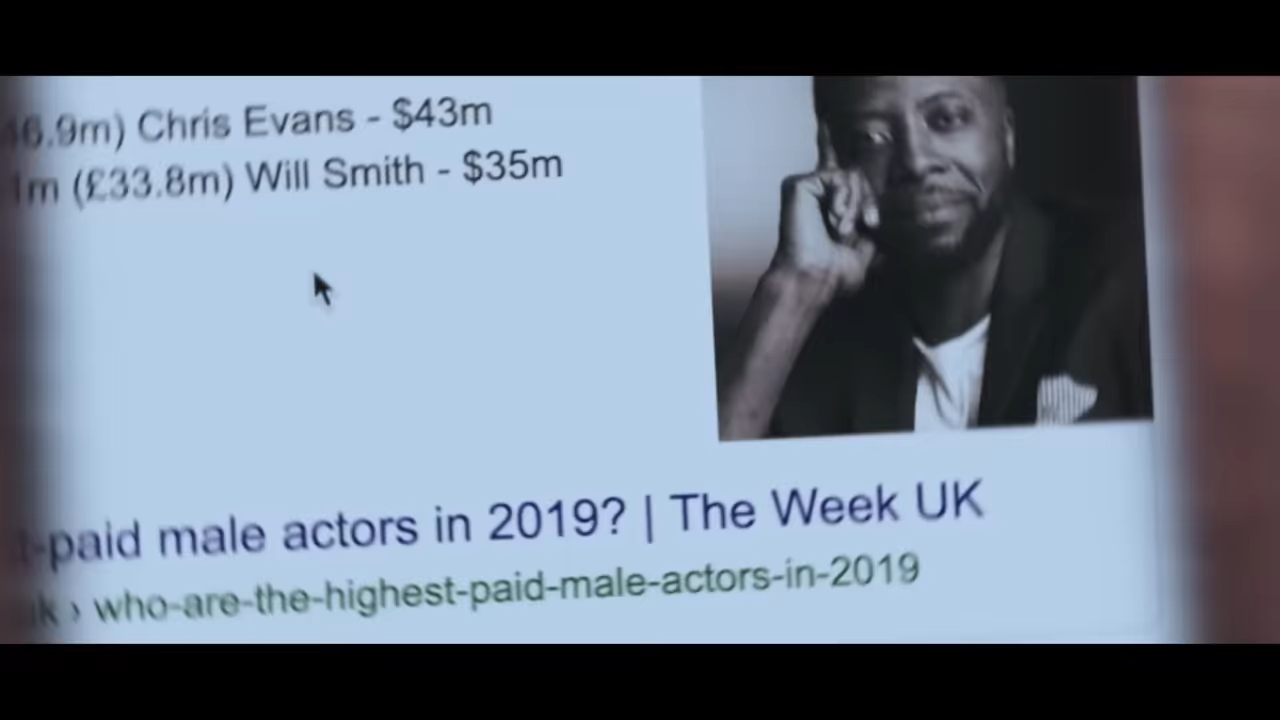 6.9m) Chris Evans - $43m
1m (£33.8m) Will Smith - $35m
t-paid male actors in 2019? | The Week UK
uk › who-are-the-highest-paid-male-actors-in-2019